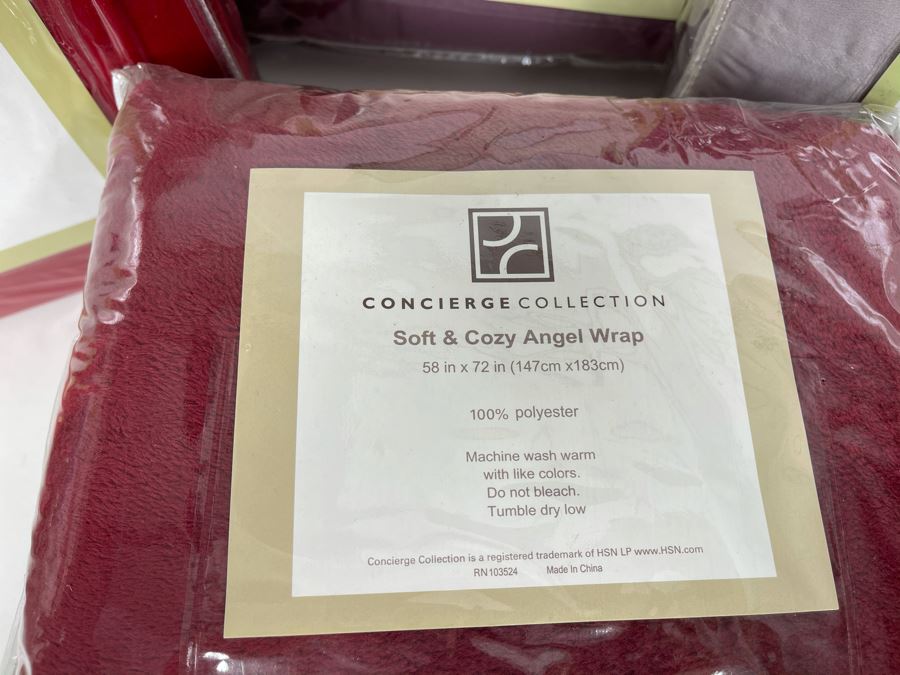 CONCIERGE COLLECTION
Soft & Cozy Angel Wrap
58 in x 72 in (147cm x183cm)
100% polyester
Machine wash warm
with like colors.
Do not bleach.
Tumble dry low
Concierge Collection is a registered trademark of HSN LP www.HSN.com
RN103524 Made In China